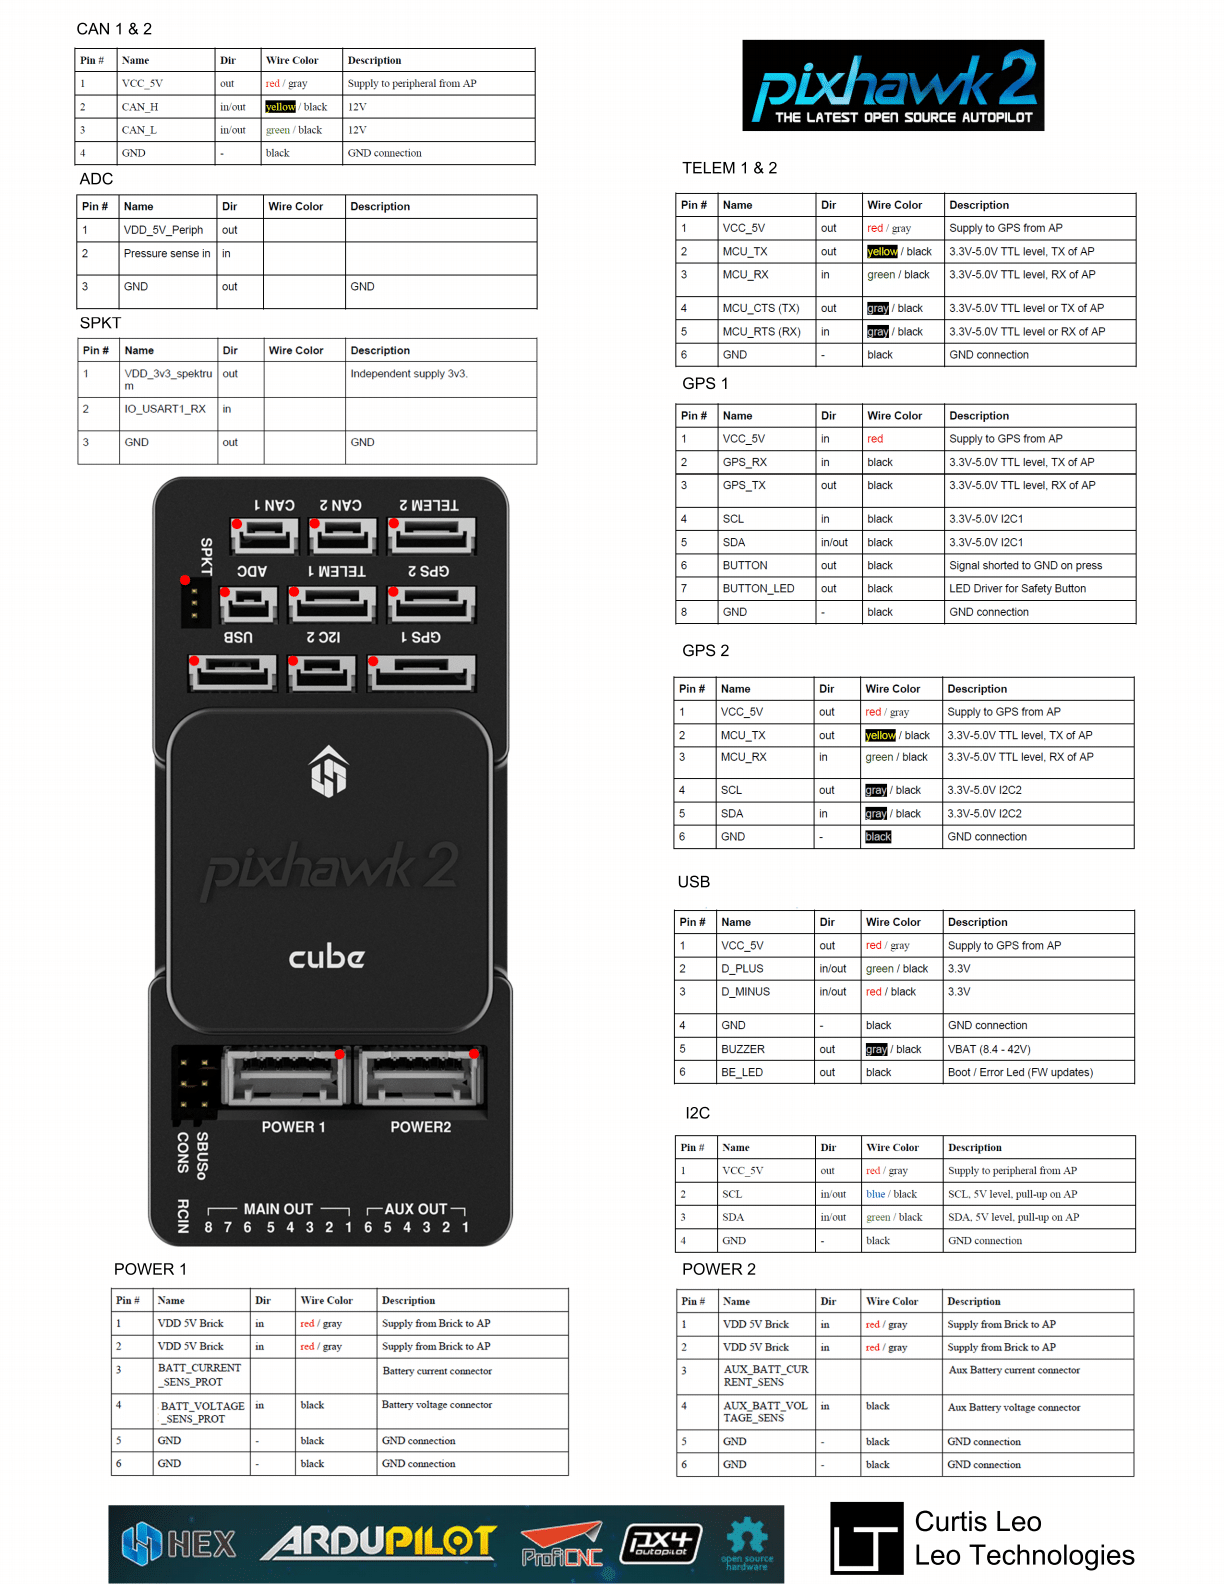 CAN 1 & 2
Pin # Name Dir Wire Color Description
1 VCC_5V out red / gray Supply to peripheral from AP
2 CAN_H in/out yellow / black 12V
3 CAN_L in/out green / black 12V
4 GND - black GND connection
ADC
Pin # Name Dir Wire Color Description
1 VDD_5V_Periph out
2 Pressure sense in in
3 GND out GND
SPKT
Pin # Name Dir Wire Color Description
1 VDD_3v3_spektru out Independent supply 3v3.
m
2 IO_USART1_RX in
3 GND out GND
CAN 1 CAN 2 TELEM 2
SPKT
ADC TELEM 1 GPS 2
USB I2C 2 GPS 1
pixhawk 2
cube
POWER 1 POWER2
CONS SBUSo
RCIN
MAIN OUT AUX OUT
8 7 6 5 4 3 2 1 6 5 4 3 2 1
POWER 1
Pin # Name Dir Wire Color Description
1 VDD 5V Brick in red / gray Supply from Brick to AP
2 VDD 5V Brick in red / gray Supply from Brick to AP
3 BATT_CURRENT Battery current connector
_SENS_PROT
4 BATT_VOLTAGE in black Battery voltage connector
_SENS_PROT
5 GND - black GND connection
6 GND - black GND connection
pixhawk 2
THE LATEST OPEN SOURCE AUTOPILOT
TELEM 1 & 2
Pin # Name Dir Wire Color Description
1 VCC_5V out red / gray Supply to GPS from AP
2 MCU_TX out yellow / black 3.3V-5.0V TTL level, TX of AP
3 MCU_RX in green / black 3.3V-5.0V TTL level, RX of AP
4 MCU_CTS (TX) out gray / black 3.3V-5.0V TTL level or TX of AP
5 MCU_RTS (RX) in gray / black 3.3V-5.0V TTL level or RX of AP
6 GND - black GND connection
GPS 1
Pin # Name Dir Wire Color Description
1 VCC_5V in red Supply to GPS from AP
2 GPS_RX in black 3.3V-5.0V TTL level, TX of AP
3 GPS_TX out black 3.3V-5.0V TTL level, RX of AP
4 SCL in black 3.3V-5.0V I2C1
5 SDA in/out black 3.3V-5.0V I2C1
6 BUTTON out black Signal shorted to GND on press
7 BUTTON_LED out black LED Driver for Safety Button
8 GND - black GND connection
GPS 2
Pin # Name Dir Wire Color Description
1 VCC_5V out red / gray Supply to GPS from AP
2 MCU_TX out yellow / black 3.3V-5.0V TTL level, TX of AP
3 MCU_RX in green / black 3.3V-5.0V TTL level, RX of AP
4 SCL out gray / black 3.3V-5.0V I2C2
5 SDA in gray / black 3.3V-5.0V I2C2
6 GND - black GND connection
USB
Pin # Name Dir Wire Color Description
1 VCC_5V out red / gray Supply to GPS from AP
2 D_PLUS in/out green / black 3.3V
3 D_MINUS in/out red / black 3.3V
4 GND - black GND connection
5 BUZZER out gray / black VBAT (8.4 - 42V)
6 BE_LED out black Boot / Error Led (FW updates)
I2C
Pin # Name Dir Wire Color Description
1 VCC_5V out red / gray Supply to peripheral from AP
2 SCL in/out blue / black SCL, 5V level, pull-up on AP
3 SDA in/out green / black SDA, 5V level, pull-up on AP
4 GND - black GND connection
POWER 2
Pin # Name Dir Wire Color Description
1 VDD 5V Brick in red / gray Supply from Brick to AP
2 VDD 5V Brick in red / gray Supply from Brick to AP
3 AUX_BATT_CUR Aux Battery current connector
RENT_SENS
4 AUX_BATT_VOL in black Aux Battery voltage connector
TAGE_SENS
5 GND - black GND connection
6 GND - black GND connection
HEX ARDUPILOT ProfiCNC px4 autopilot open source hardware
LT
Curtis Leo
Leo Technologies